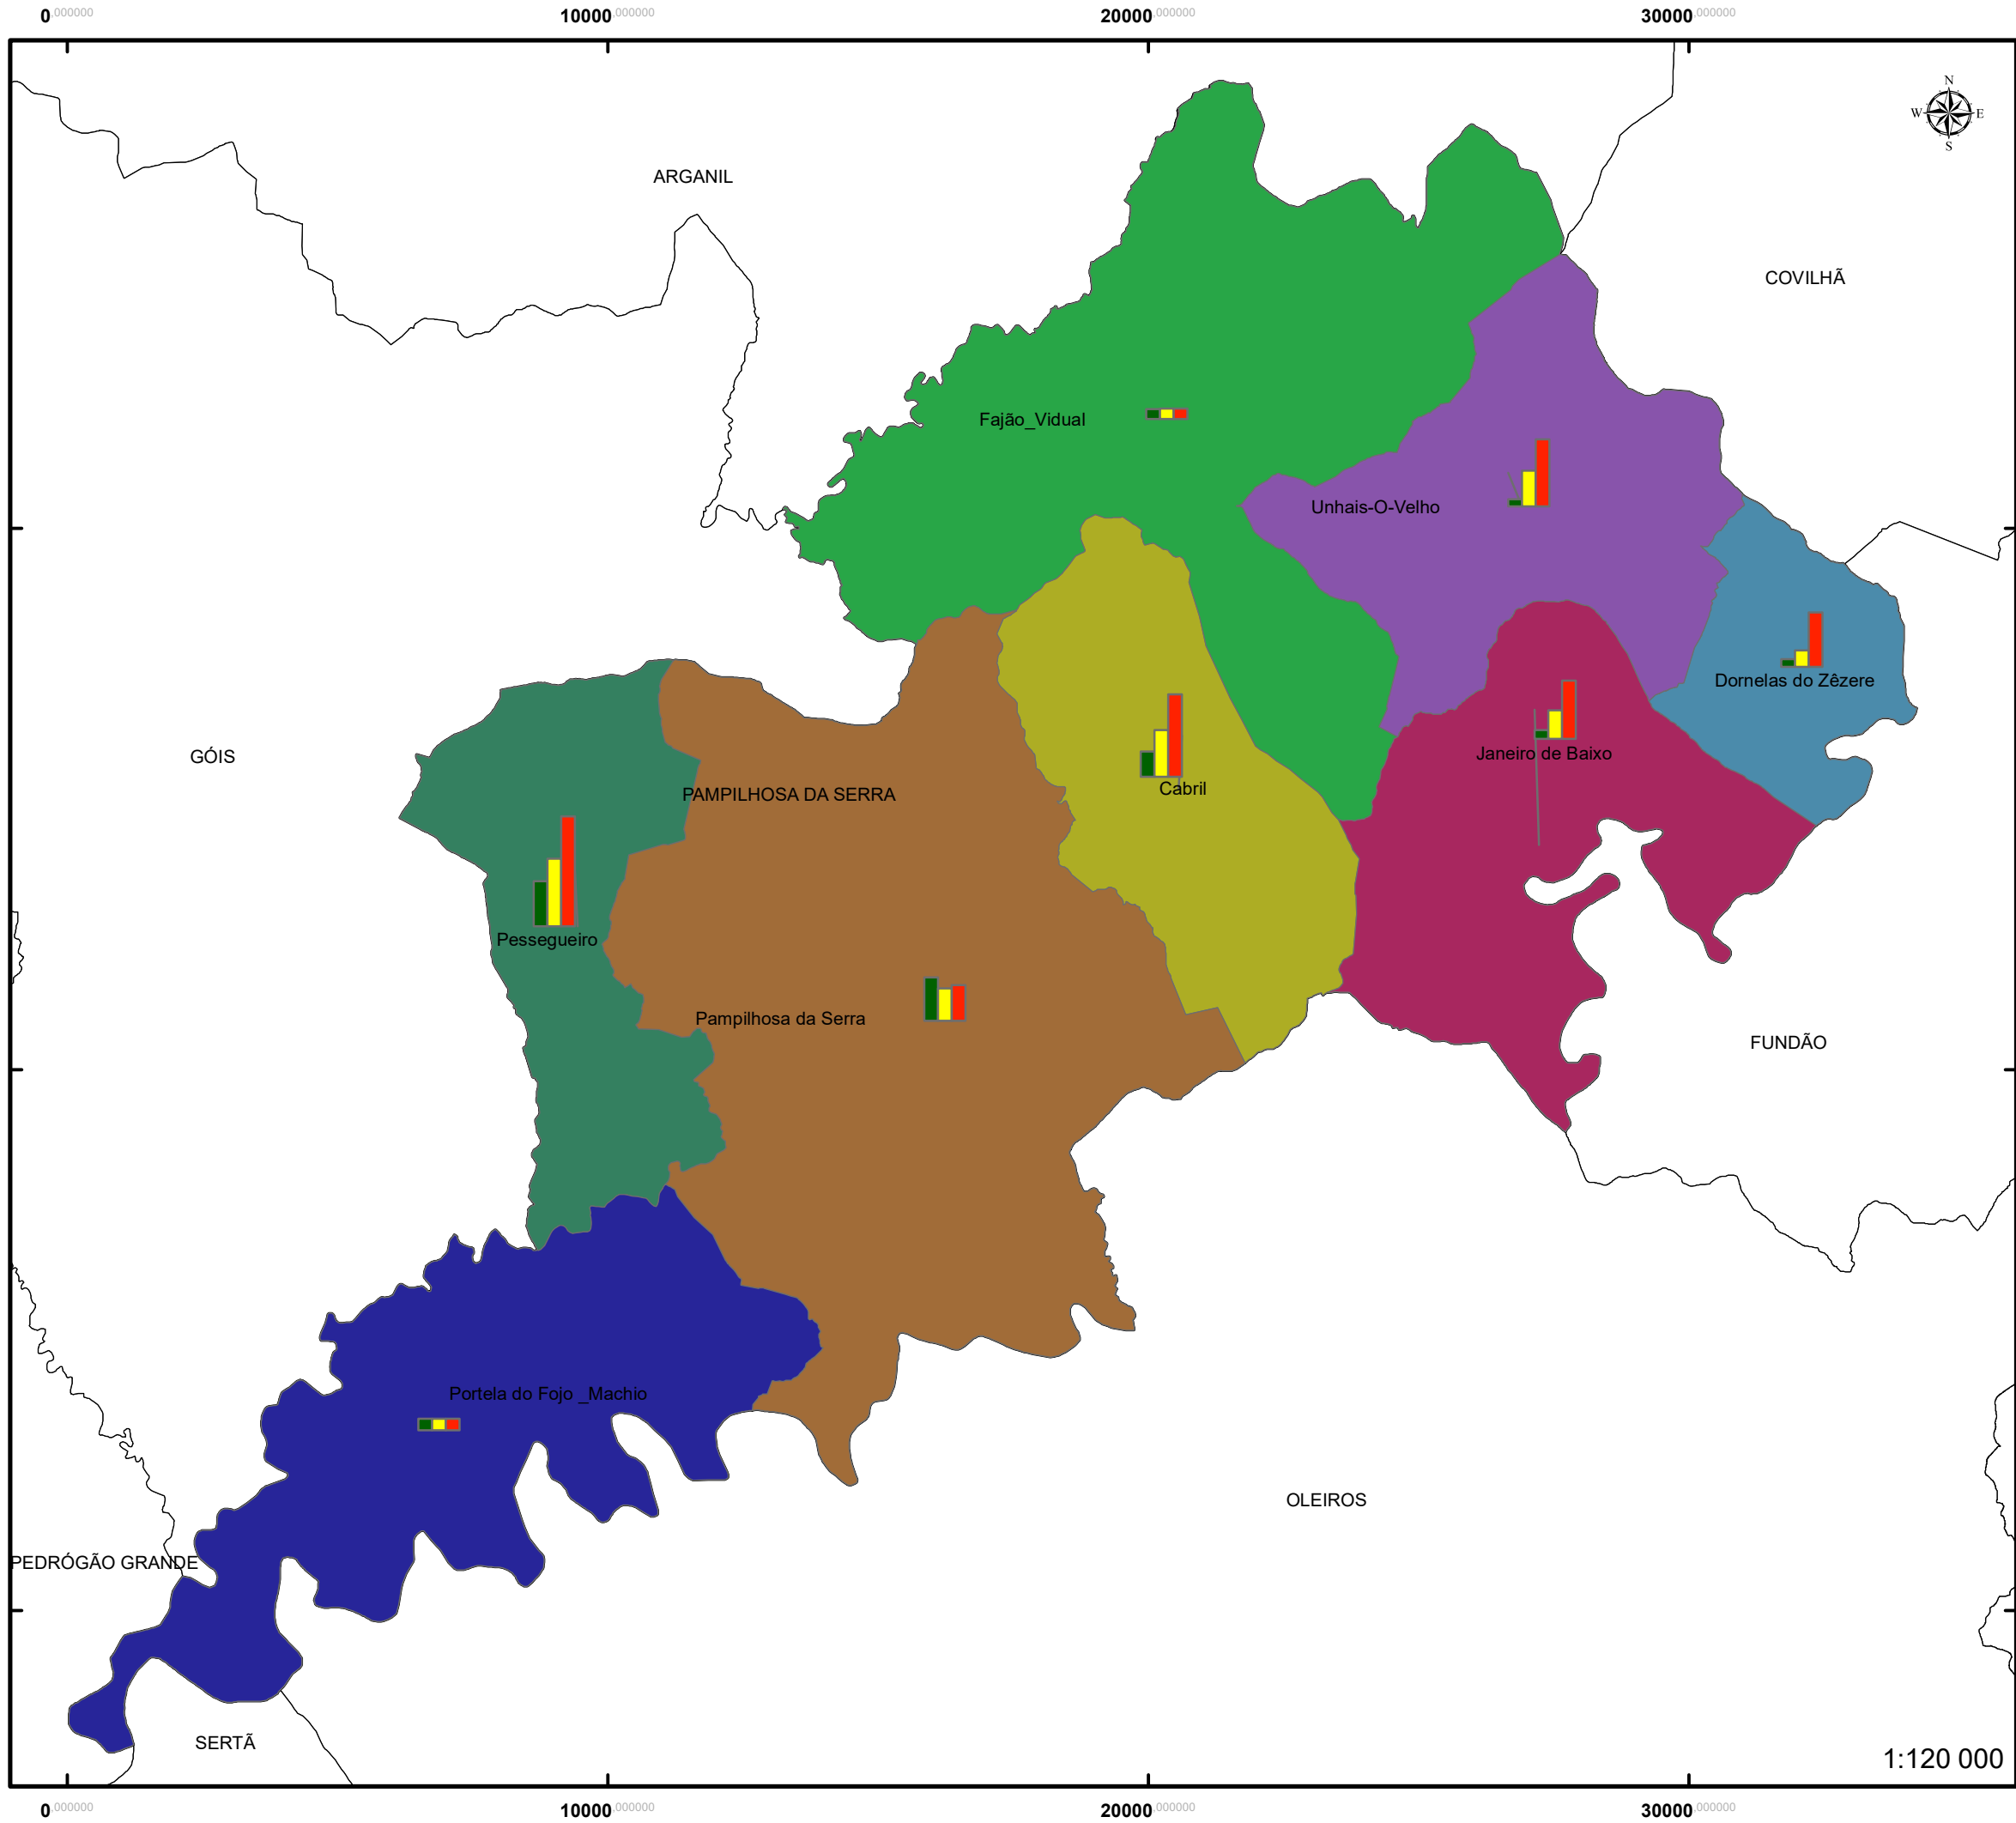 0,000000 10000,000000 20000,000000 30000,000000
N
W E
S
ARGANIL
COVILHÃ
Fajão_Vidual
Unhais-O-Velho
Dornelas do Zêzere
GÓIS
Janeiro de Baixo
Cabril
PAMPILHOSA DA SERRA
Pessegueiro
Pampilhosa da Serra
FUNDÃO
Portela do Fojo _Machio
OLEIROS
PEDRÓGÃO GRANDE
SERTÃ
1:120 000
0,000000 10000,000000 20000,000000 30000,000000